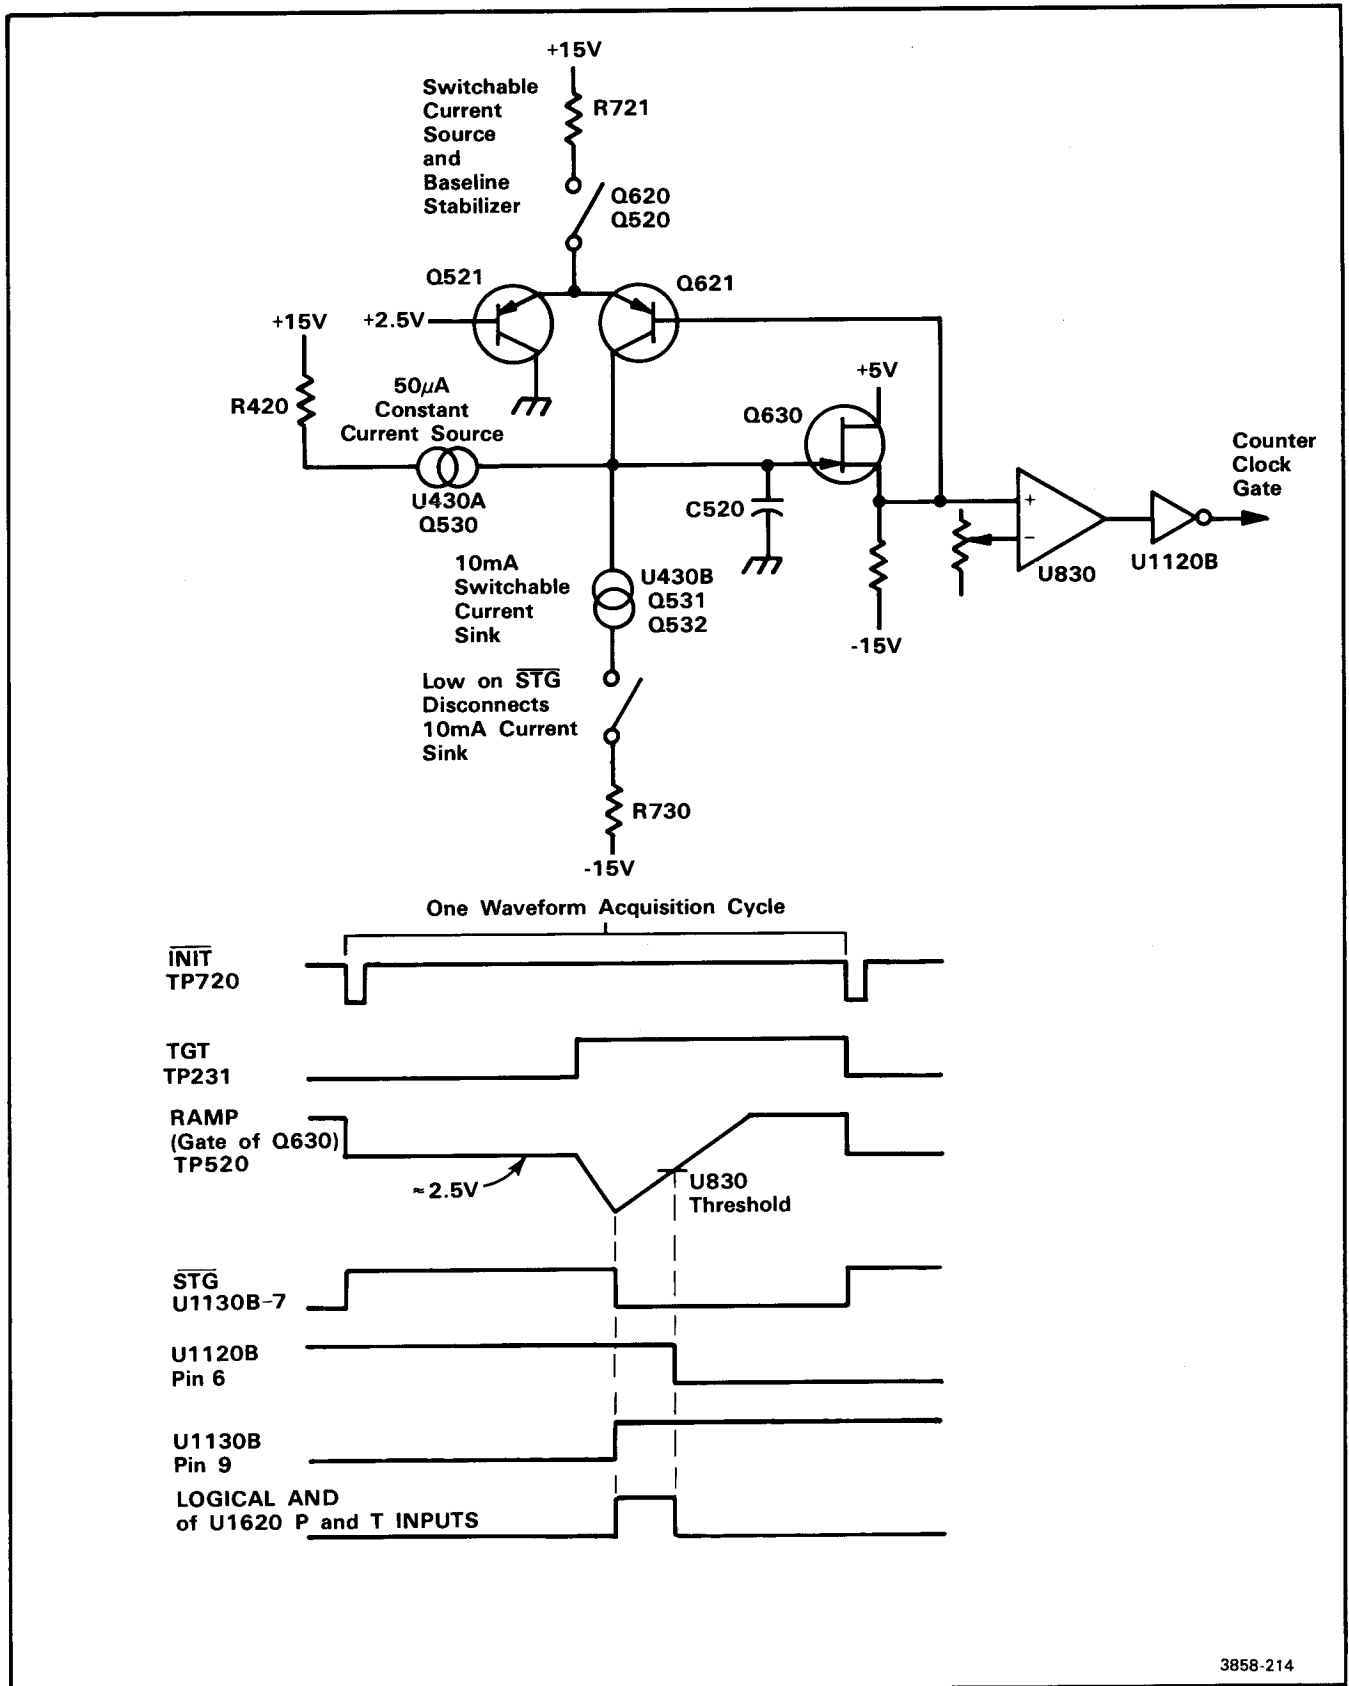 +15V
Switchable
Current
Source
and
Baseline
Stabilizer
R721
Q620
Q520
Q521
Q621
+15V
+2.5V
R420
50µA
Constant
Current Source
U430A
Q530
+5V
Q630
C520
Counter
Clock
Gate
+
-
U830
U1120B
-15V
10mA
Switchable
Current
Sink
U430B
Q531
Q532
Low on S̅T̅G̅
Disconnects
10mA Current
Sink
R730
-15V
One Waveform Acquisition Cycle
I̅N̅I̅T̅
TP720
TGT
TP231
RAMP
(Gate of Q630)
TP520
≈2.5V
U830
Threshold
S̅T̅G̅
U1130B-7
U1120B
Pin 6
U1130B
Pin 9
LOGICAL AND
of U1620 P and T INPUTS
3858-214